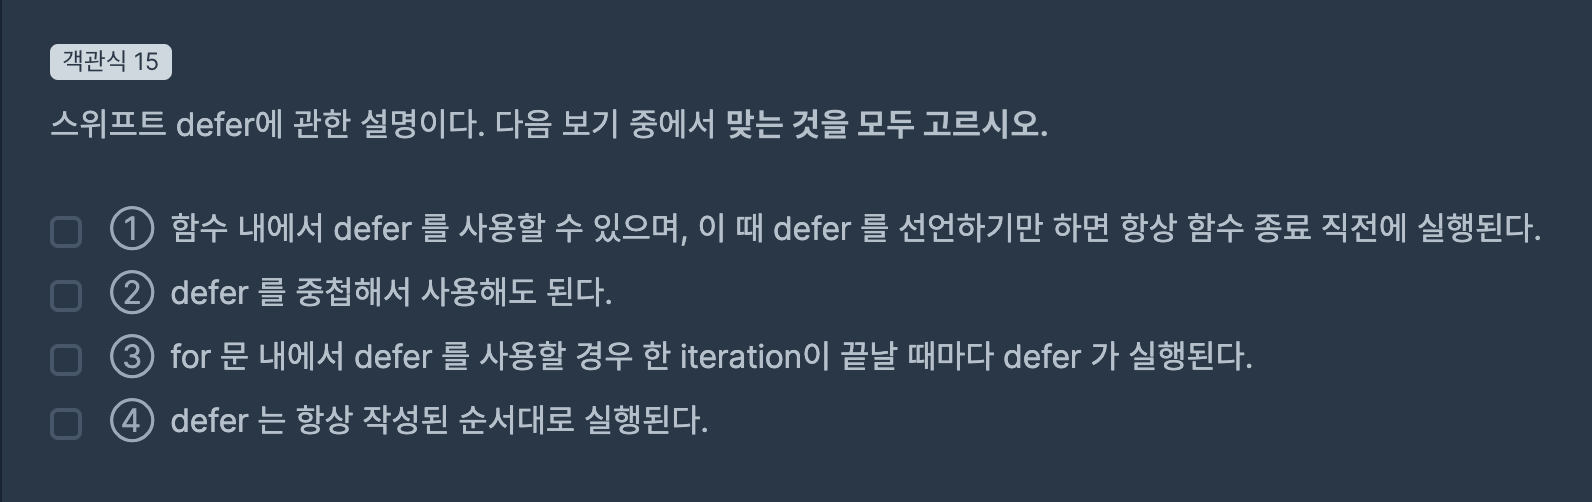 객관식 15
스위프트 defer에 관한 설명이다. 다음 보기 중에서 맞는 것을 모두 고르시오.
① 함수 내에서 defer 를 사용할 수 있으며, 이 때 defer 를 선언하기만 하면 항상 함수 종료 직전에 실행된다.
② defer 를 중첩해서 사용해도 된다.
③ for 문 내에서 defer 를 사용할 경우 한 iteration이 끝날 때마다 defer 가 실행된다.
④ defer 는 항상 작성된 순서대로 실행된다.